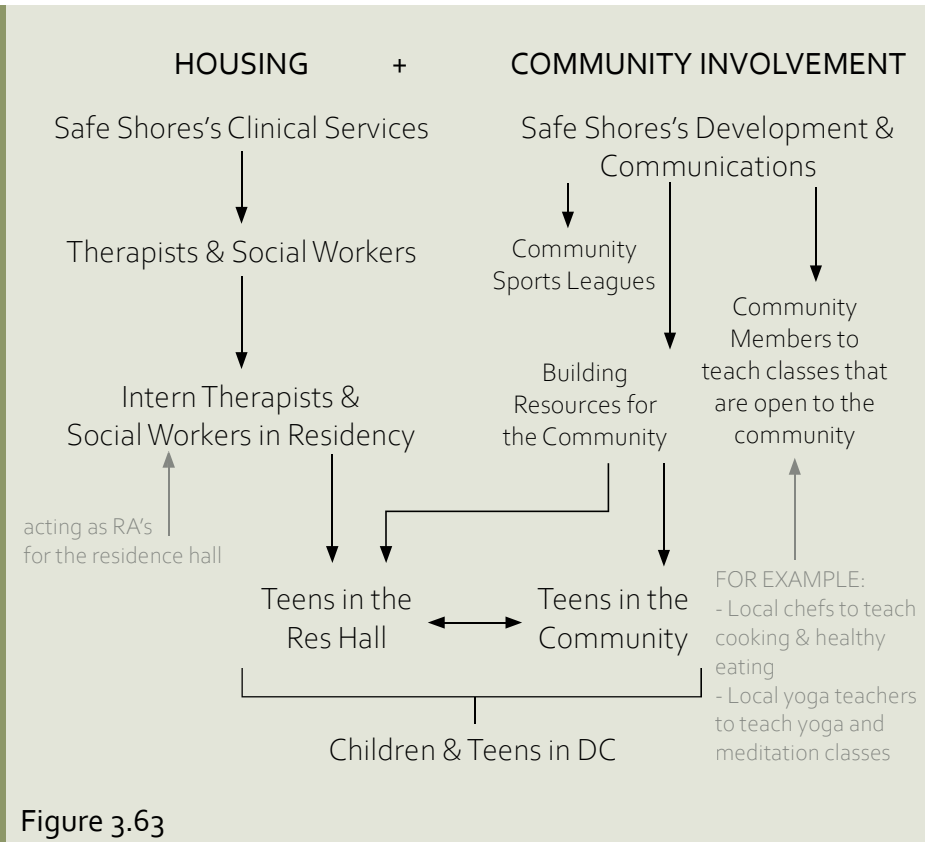 HOUSING + COMMUNITY INVOLVEMENT
Safe Shores's Clinical Services
Therapists & Social Workers
Intern Therapists &
Social Workers in Residency
acting as RA's
for the residence hall
Safe Shores's Development &
Communications
Community
Sports Leagues
Building
Resources for
the Community
Community
Members to
teach classes that
are open to the
community
FOR EXAMPLE:
- Local chefs to teach
cooking & healthy
eating
- Local yoga teachers
to teach yoga and
meditation classes
Teens in the
Res Hall
Teens in the
Community
Children & Teens in DC
Figure 3.63